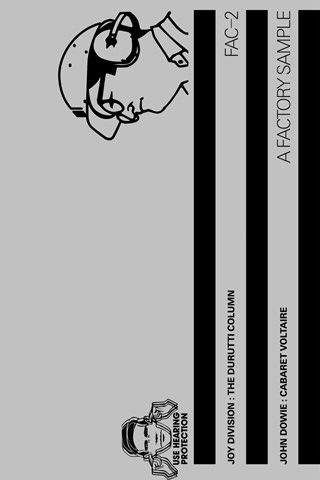 FAC-2
A FACTORY SAMPLE
JOY DIVISION : THE DURUTTI COLUMN
JOHN DOWIE : CABARET VOLTAIRE
USE HEARING
PROTECTION